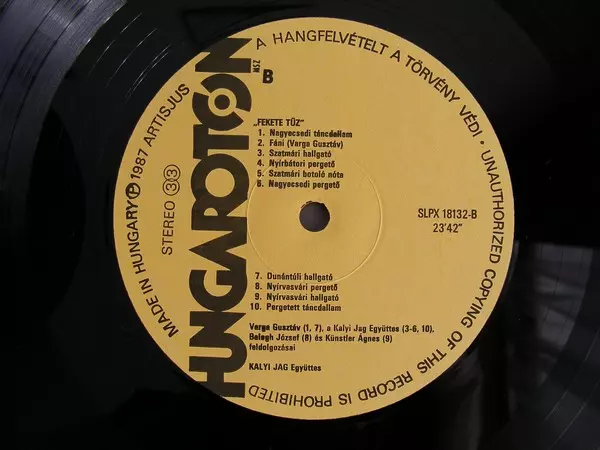 MADE IN HUNGARY Ⓟ 1987 ARTISJUS
A HANGFELVÉTELT A TÖRVÉNY VÉDI · UNAUTHORIZED COPYING OF THIS RECORD IS PROHIBITED
STEREO 33
HUNGAROTON
MSZ
B
„FEKETE TŰZ”
1. Nagyecsedi táncdallam
2. Fáni (Varga Gusztáv)
3. Szatmári hallgató
4. Nyírbátori pergető
5. Szatmári botoló nóta
6. Nagyecsedi pergető
SLPX 18132-B
23'42"
7. Dunántúli hallgató
8. Nyírvasvári pergető
9. Nyírvasvári hallgató
10. Pergetett táncdallam
Varga Gusztáv (1, 7), a Kalyi Jag Együttes (3-6, 10),
Balogh József (8) és Künstler Ágnes (9)
feldolgozásai
KALYI JAG Együttes